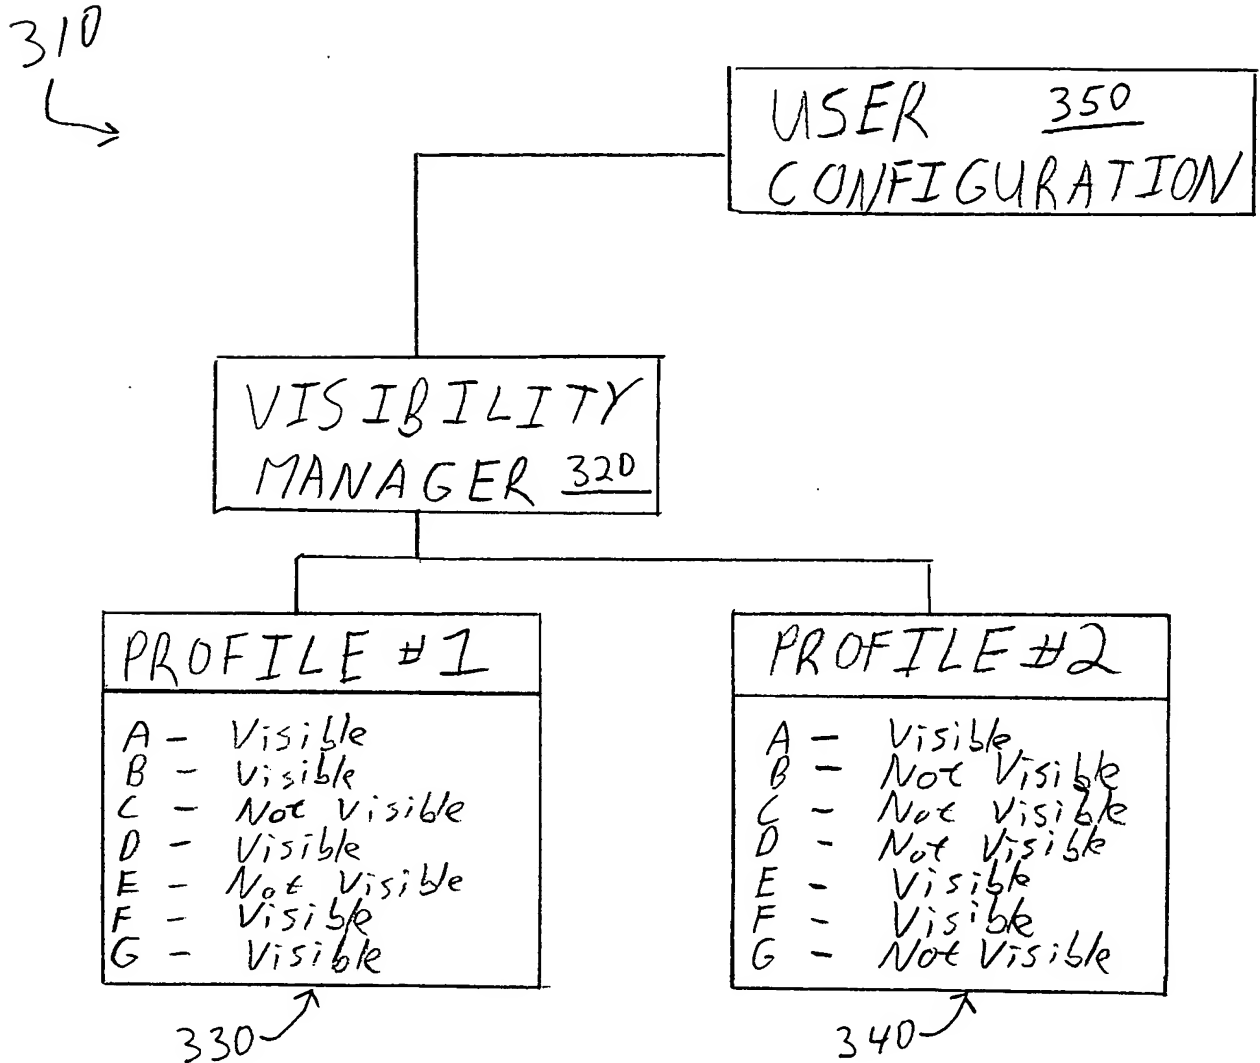 310
USER 350
CONFIGURATION
VISIBILITY
MANAGER 320
PROFILE #1
A - Visible
B - Visible
C - Not Visible
D - Visible
E - Not Visible
F - Visible
G - Visible
330
PROFILE #2
A - Visible
B - Not Visible
C - Not Visible
D - Not Visible
E - Visible
F - Visible
G - Not Visible
340